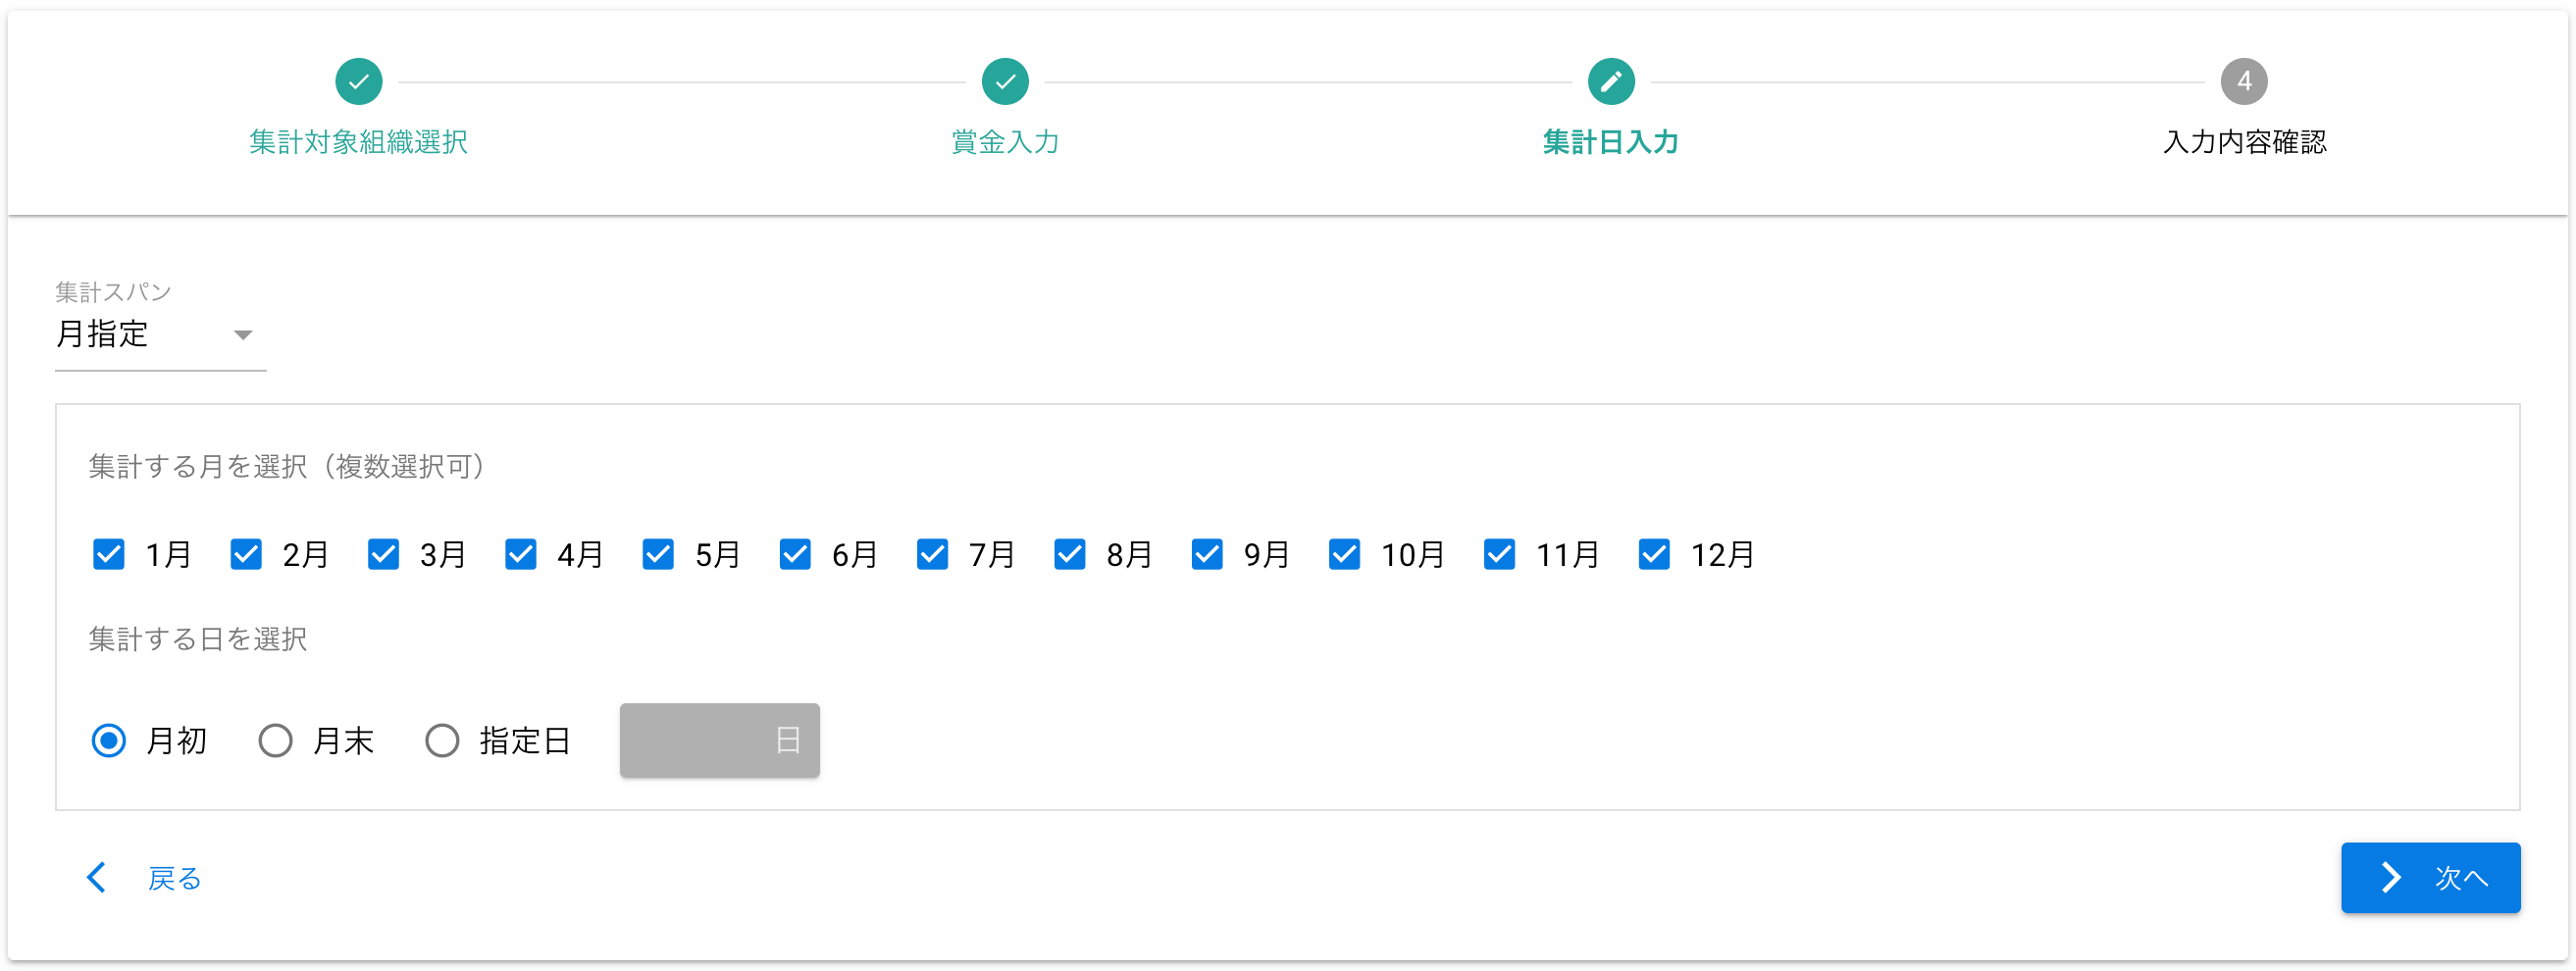 4
集計対象組織選択 賞金入力 集計日入力 入力内容確認
集計スパン
月指定
集計する月を選択（複数選択可）
1月 2月 3月 4月 5月 6月 7月 8月 9月 10月 11月 12月
集計する日を選択
月初 月末 指定日 日
戻る 次へ